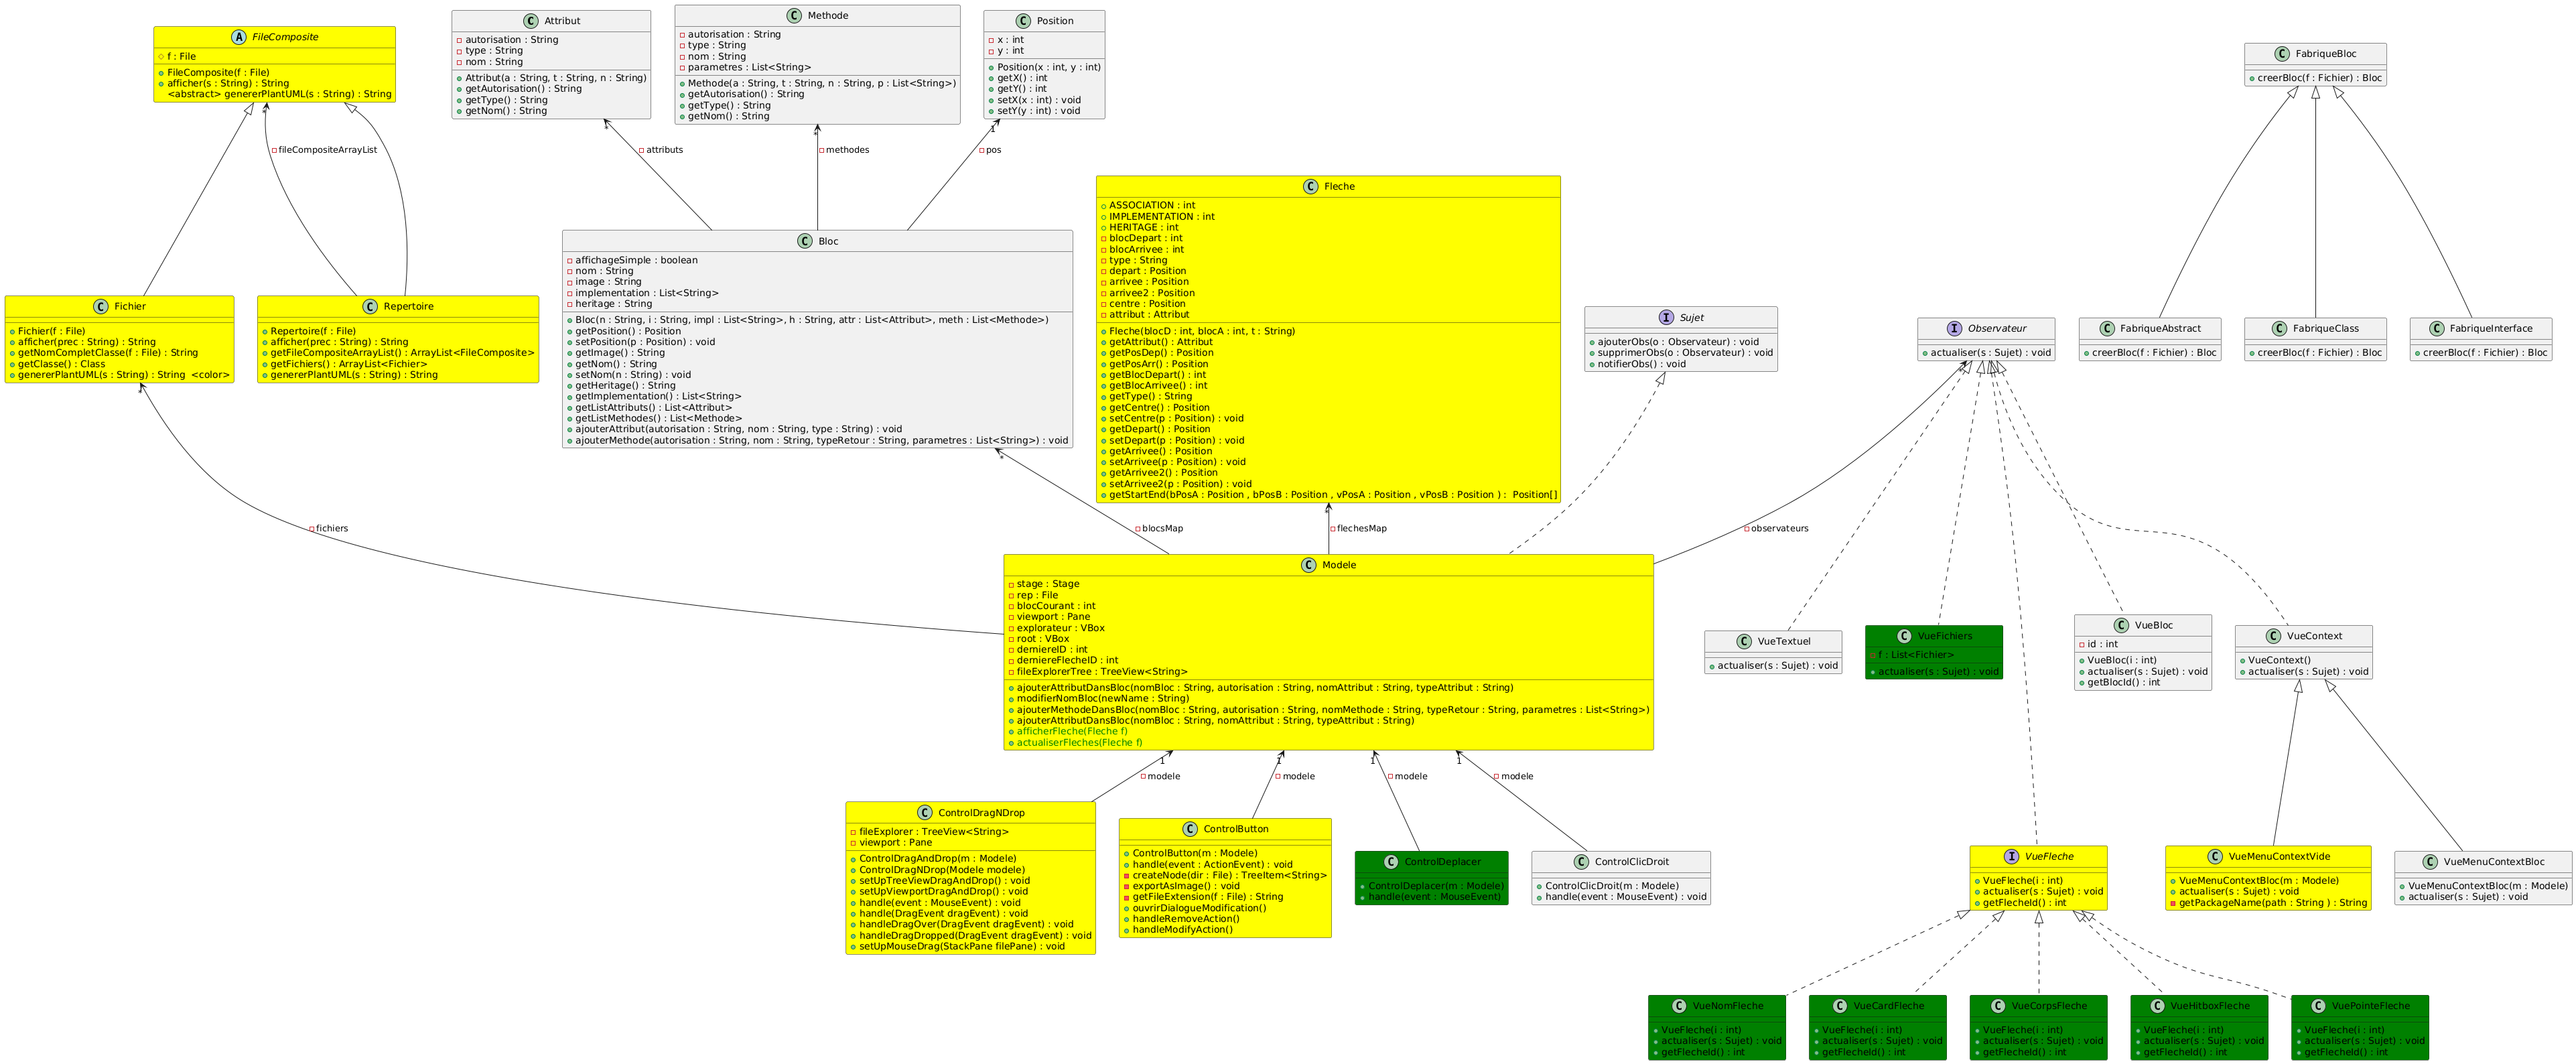 A FileComposite
f : File
FileComposite(f : File)
afficher(s : String) : String
<abstract> genererPlantUML(s : String) : String
C Attribut
autorisation : String
type : String
nom : String
Attribut(a : String, t : String, n : String)
getAutorisation() : String
getType() : String
getNom() : String
C Methode
autorisation : String
type : String
nom : String
parametres : List<String>
Methode(a : String, t : String, n : String, p : List<String>)
getAutorisation() : String
getType() : String
getNom() : String
C Position
x : int
y : int
Position(x : int, y : int)
getX() : int
getY() : int
setX(x : int) : void
setY(y : int) : void
C FabriqueBloc
creerBloc(f : Fichier) : Bloc
*
fileCompositeArrayList
*
attributs
*
methodes
1
pos
C Fichier
Fichier(f : File)
afficher(prec : String) : String
getNomCompletClasse(f : File) : String
getClasse() : Class
genererPlantUML(s : String) : String <color>
C Repertoire
Repertoire(f : File)
afficher(prec : String) : String
getFileCompositeArrayList() : ArrayList<FileComposite>
getFichiers() : ArrayList<Fichier>
genererPlantUML(s : String) : String
C Bloc
affichageSimple : boolean
nom : String
image : String
implementation : List<String>
heritage : String
Bloc(n : String, i : String, impl : List<String>, h : String, attr : List<Attribut>, meth : List<Methode>)
getPosition() : Position
setPosition(p : Position) : void
getImage() : String
getNom() : String
setNom(n : String) : void
getHeritage() : String
getImplementation() : List<String>
getListAttributs() : List<Attribut>
getListMethodes() : List<Methode>
ajouterAttribut(autorisation : String, nom : String, type : String) : void
ajouterMethode(autorisation : String, nom : String, typeRetour : String, parametres : List<String>) : void
C Fleche
ASSOCIATION : int
IMPLEMENTATION : int
HERITAGE : int
blocDepart : int
blocArrivee : int
type : String
depart : Position
arrivee : Position
arrivee2 : Position
centre : Position
attribut : Attribut
Fleche(blocD : int, blocA : int, t : String)
getAttribut() : Attribut
getPosDep() : Position
getPosArr() : Position
getBlocDepart() : int
getBlocArrivee() : int
getType() : String
getCentre() : Position
setCentre(p : Position) : void
getDepart() : Position
setDepart(p : Position) : void
getArrivee() : Position
setArrivee(p : Position) : void
getArrivee2() : Position
setArrivee2(p : Position) : void
getStartEnd(bPosA : Position , bPosB : Position , vPosA : Position , vPosB : Position ) : Position[]
I Sujet
ajouterObs(o : Observateur) : void
supprimerObs(o : Observateur) : void
notifierObs() : void
I Observateur
actualiser(s : Sujet) : void
C FabriqueAbstract
creerBloc(f : Fichier) : Bloc
C FabriqueClass
creerBloc(f : Fichier) : Bloc
C FabriqueInterface
creerBloc(f : Fichier) : Bloc
*
fichiers
*
blocsMap
*
flechesMap
*
observateurs
C Modele
stage : Stage
rep : File
blocCourant : int
viewport : Pane
explorateur : VBox
root : VBox
derniereID : int
derniereFlecheID : int
fileExplorerTree : TreeView<String>
ajouterAttributDansBloc(nomBloc : String, autorisation : String, nomAttribut : String, typeAttribut : String)
modifierNomBloc(newName : String)
ajouterMethodeDansBloc(nomBloc : String, autorisation : String, nomMethode : String, typeRetour : String, parametres : List<String>)
ajouterAttributDansBloc(nomBloc : String, nomAttribut : String, typeAttribut : String)
afficherFleche(Fleche f)
actualiserFleches(Fleche f)
C VueTextuel
actualiser(s : Sujet) : void
C VueFichiers
f : List<Fichier>
actualiser(s : Sujet) : void
C VueBloc
id : int
VueBloc(i : int)
actualiser(s : Sujet) : void
getBlocId() : int
C VueContext
VueContext()
actualiser(s : Sujet) : void
1
modele
1
modele
1
modele
1
modele
C ControlDragNDrop
fileExplorer : TreeView<String>
viewport : Pane
ControlDragAndDrop(m : Modele)
ControlDragNDrop(Modele modele)
setUpTreeViewDragAndDrop() : void
setUpViewportDragAndDrop() : void
handle(event : MouseEvent) : void
handle(DragEvent dragEvent) : void
handleDragOver(DragEvent dragEvent) : void
handleDragDropped(DragEvent dragEvent) : void
setUpMouseDrag(StackPane filePane) : void
C ControlButton
ControlButton(m : Modele)
handle(event : ActionEvent) : void
createNode(dir : File) : TreeItem<String>
exportAsImage() : void
getFileExtension(f : File) : String
ouvrirDialogueModification()
handleRemoveAction()
handleModifyAction()
C ControlDeplacer
ControlDeplacer(m : Modele)
handle(event : MouseEvent)
C ControlClicDroit
ControlClicDroit(m : Modele)
handle(event : MouseEvent) : void
I VueFleche
VueFleche(i : int)
actualiser(s : Sujet) : void
getFlecheId() : int
C VueMenuContextVide
VueMenuContextBloc(m : Modele)
actualiser(s : Sujet) : void
getPackageName(path : String ) : String
C VueMenuContextBloc
VueMenuContextBloc(m : Modele)
actualiser(s : Sujet) : void
C VueNomFleche
VueFleche(i : int)
actualiser(s : Sujet) : void
getFlecheId() : int
C VueCardFleche
VueFleche(i : int)
actualiser(s : Sujet) : void
getFlecheId() : int
C VueCorpsFleche
VueFleche(i : int)
actualiser(s : Sujet) : void
getFlecheId() : int
C VueHitboxFleche
VueFleche(i : int)
actualiser(s : Sujet) : void
getFlecheId() : int
C VuePointeFleche
VueFleche(i : int)
actualiser(s : Sujet) : void
getFlecheId() : int